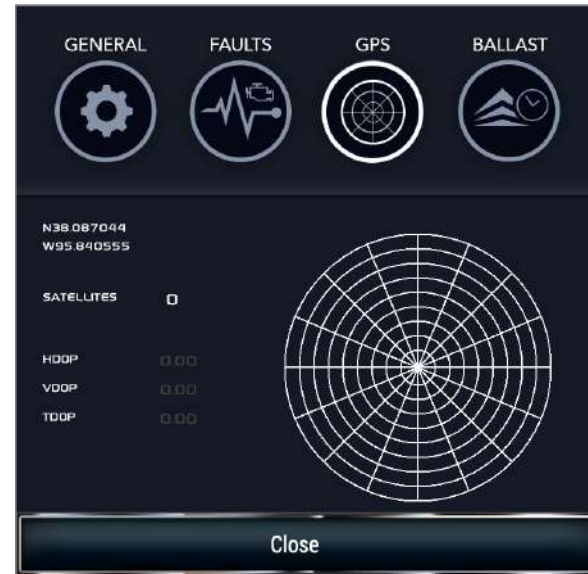 GENERAL FAULTS GPS BALLAST
N38.087044
W95.840555
SATELLITES 0
HDOP 0.00
VDOP 0.00
TDOP 0.00
Close